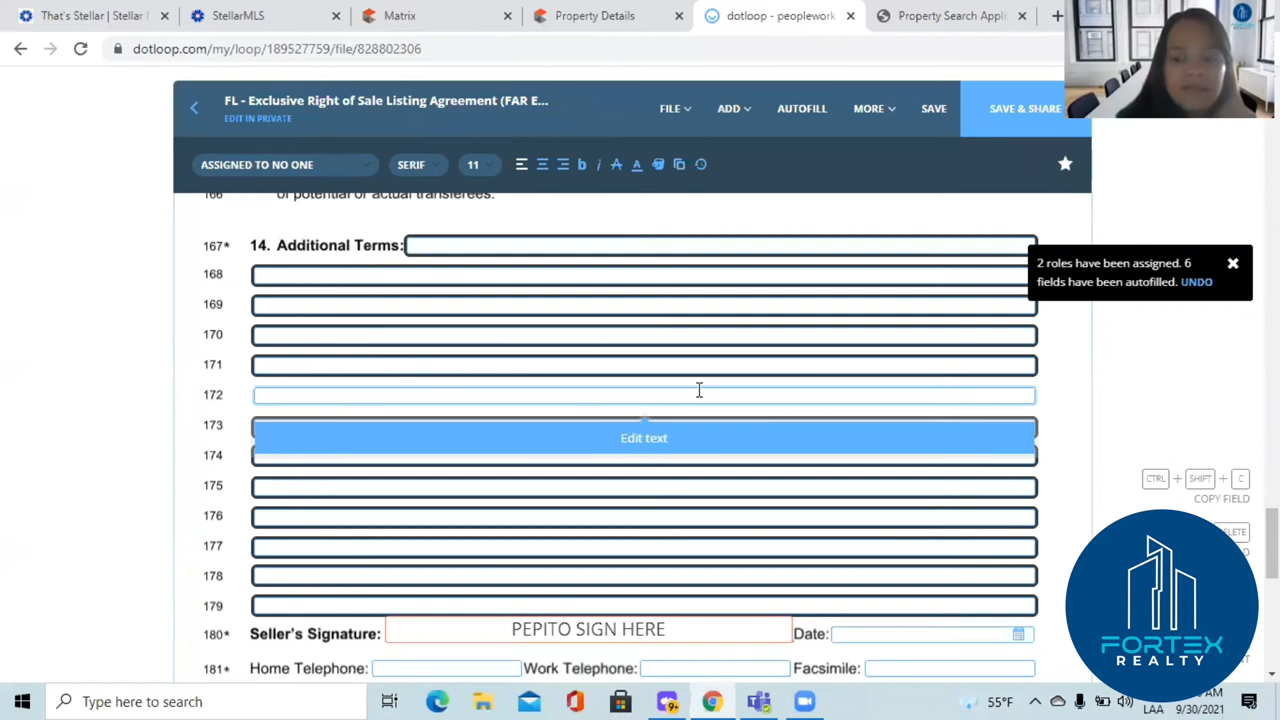 That's Stellar | Stellar
StellarMLS
Matrix
Property Details
dotloop - peoplework
Property Search Appli
dotloop.com/my/loop/189527759/file/828802306
FL - Exclusive Right of Sale Listing Agreement (FAR E...
EDIT IN PRIVATE
FILE ADD AUTOFILL MORE SAVE SAVE & SHARE
ASSIGNED TO NO ONE SERIF 11
166 of potential or actual transferees.
167* 14. Additional Terms:
2 roles have been assigned. 6
fields have been autofilled. UNDO
168
169
170
171
172
173
Edit text
174
175
176
177
178
179
CTRL + SHIFT + C
COPY FIELD
180* Seller's Signature: PEPITO SIGN HERE Date:
181* Home Telephone: Work Telephone: Facsimile:
FORTEX
REALTY
Type here to search
9+
55°F
LAA
9/30/2021